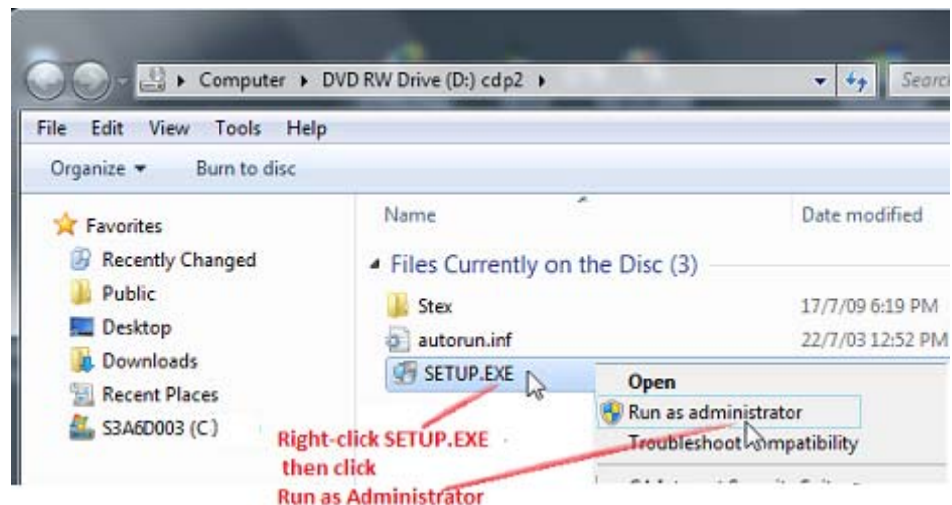 Computer ▸ DVD RW Drive (D:) cdp2 ▸ Searc
File Edit View Tools Help
Organize ▾ Burn to disc
Name Date modified
Favorites
Recently Changed
Public
Desktop
Downloads
Recent Places
S3A6D003 (C)
Files Currently on the Disc (3)
Stex 17/7/09 6:19 PM
autorun.inf 22/7/03 12:52 PM
SETUP.EXE
Open
Run as administrator
Troubleshoot compatibility
Right-click SETUP.EXE
then click
Run as Administrator